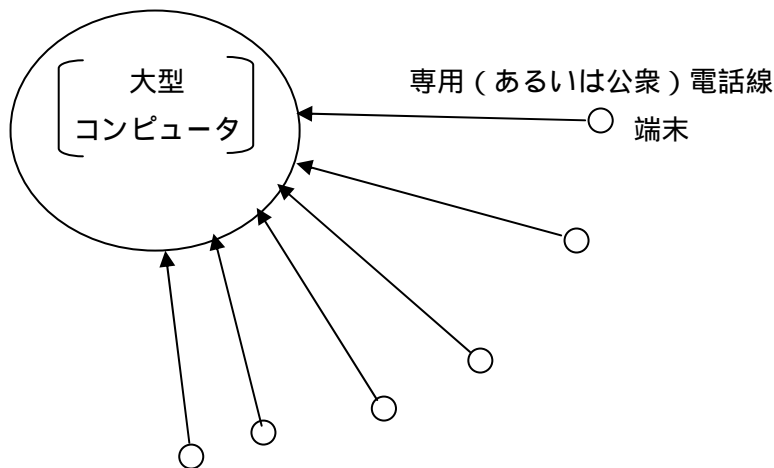 大型
コンピュータ
専用(あるいは公衆)電話線
端末